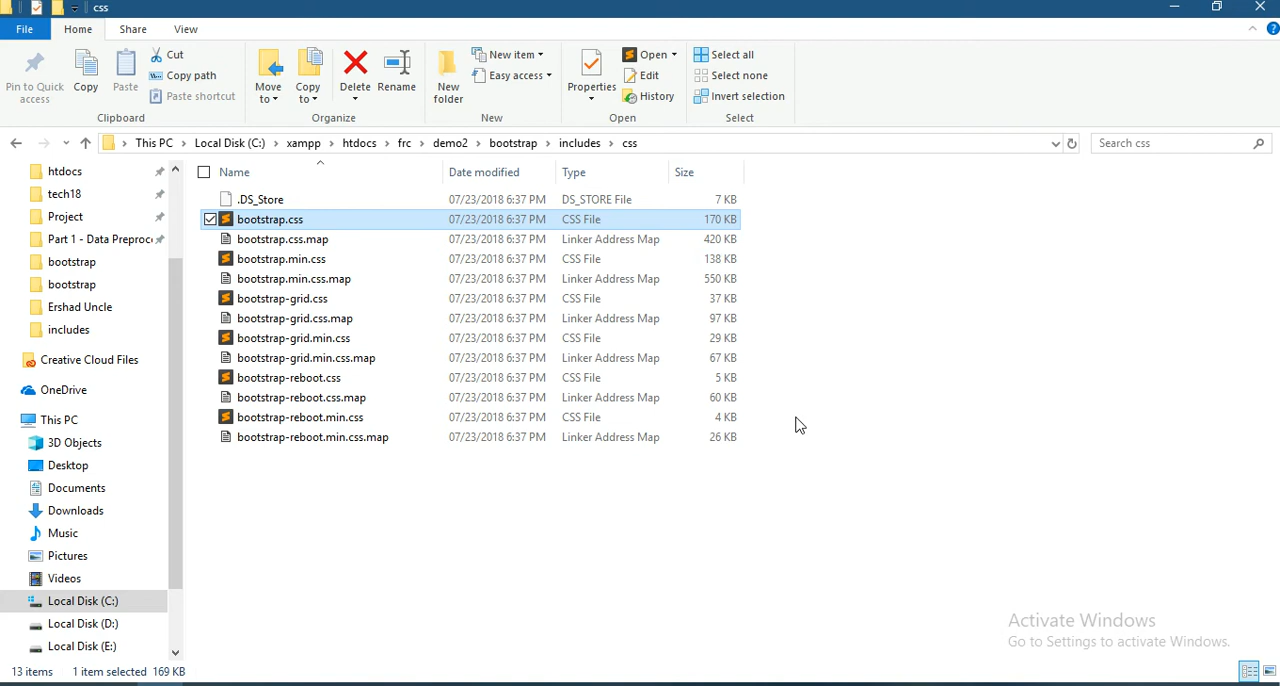 css
File Home Share View
Pin to Quick access
Copy
Paste
Cut
Copy path
Paste shortcut
Clipboard
Move to
Copy to
Delete
Rename
Organize
New folder
New item
Easy access
New
Properties
Open
Edit
History
Open
Select all
Select none
Invert selection
Select
This PC > Local Disk (C:) > xampp > htdocs > frc > demo2 > bootstrap > includes > css
Search css
htdocs
tech18
Project
Part 1 - Data Preproc
bootstrap
bootstrap
Ershad Uncle
includes
Creative Cloud Files
OneDrive
This PC
3D Objects
Desktop
Documents
Downloads
Music
Pictures
Videos
Local Disk (C:)
Local Disk (D:)
Local Disk (E:)
Name Date modified Type Size
.DS_Store 07/23/2018 6:37 PM DS_STORE File 7 KB
bootstrap.css 07/23/2018 6:37 PM CSS File 170 KB
bootstrap.css.map 07/23/2018 6:37 PM Linker Address Map 420 KB
bootstrap.min.css 07/23/2018 6:37 PM CSS File 138 KB
bootstrap.min.css.map 07/23/2018 6:37 PM Linker Address Map 550 KB
bootstrap-grid.css 07/23/2018 6:37 PM CSS File 37 KB
bootstrap-grid.css.map 07/23/2018 6:37 PM Linker Address Map 97 KB
bootstrap-grid.min.css 07/23/2018 6:37 PM CSS File 29 KB
bootstrap-grid.min.css.map 07/23/2018 6:37 PM Linker Address Map 67 KB
bootstrap-reboot.css 07/23/2018 6:37 PM CSS File 5 KB
bootstrap-reboot.css.map 07/23/2018 6:37 PM Linker Address Map 60 KB
bootstrap-reboot.min.css 07/23/2018 6:37 PM CSS File 4 KB
bootstrap-reboot.min.css.map 07/23/2018 6:37 PM Linker Address Map 26 KB
Activate Windows
Go to Settings to activate Windows.
13 items 1 item selected 169 KB